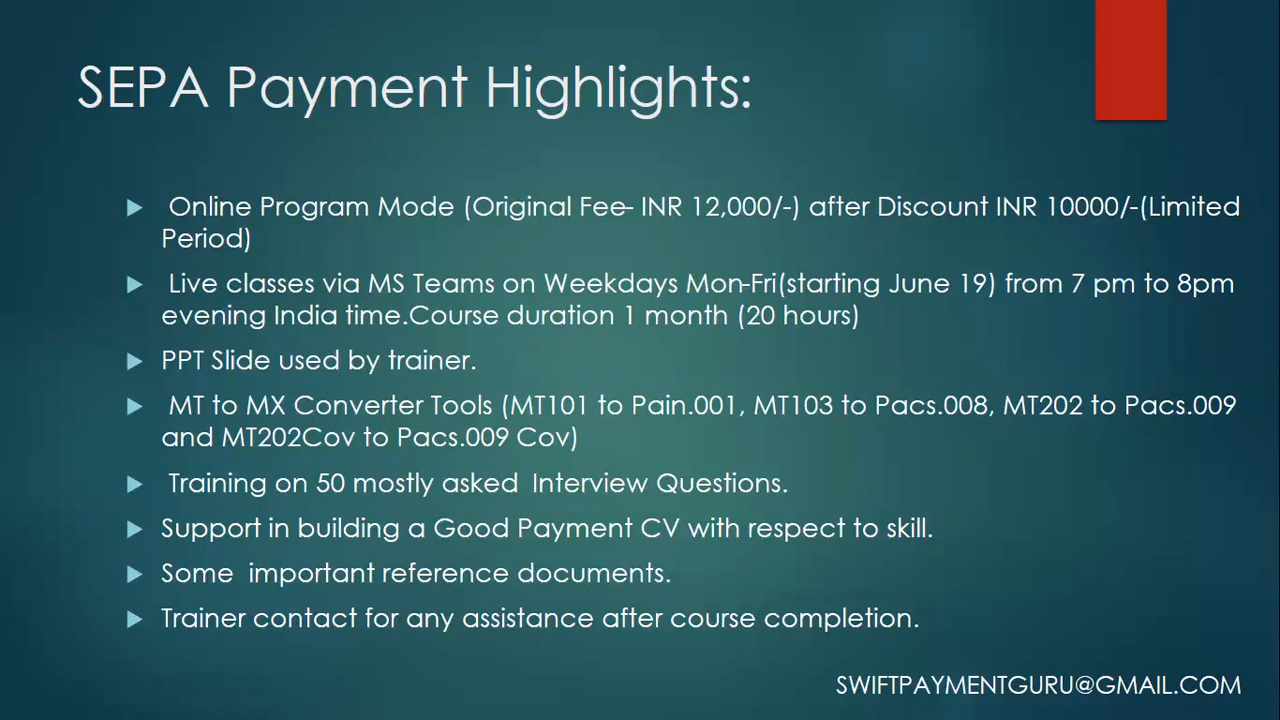 SEPA Payment Highlights:
Online Program Mode (Original Fee- INR 12,000/-) after Discount INR 10000/-(Limited
Period)
Live classes via MS Teams on Weekdays Mon-Fri(starting June 19) from 7 pm to 8pm
evening India time.Course duration 1 month (20 hours)
PPT Slide used by trainer.
MT to MX Converter Tools (MT101 to Pain.001, MT103 to Pacs.008, MT202 to Pacs.009
and MT202Cov to Pacs.009 Cov)
Training on 50 mostly asked  Interview Questions.
Support in building a Good Payment CV with respect to skill.
Some  important reference documents.
Trainer contact for any assistance after course completion.
SWIFTPAYMENTGURU@GMAIL.COM